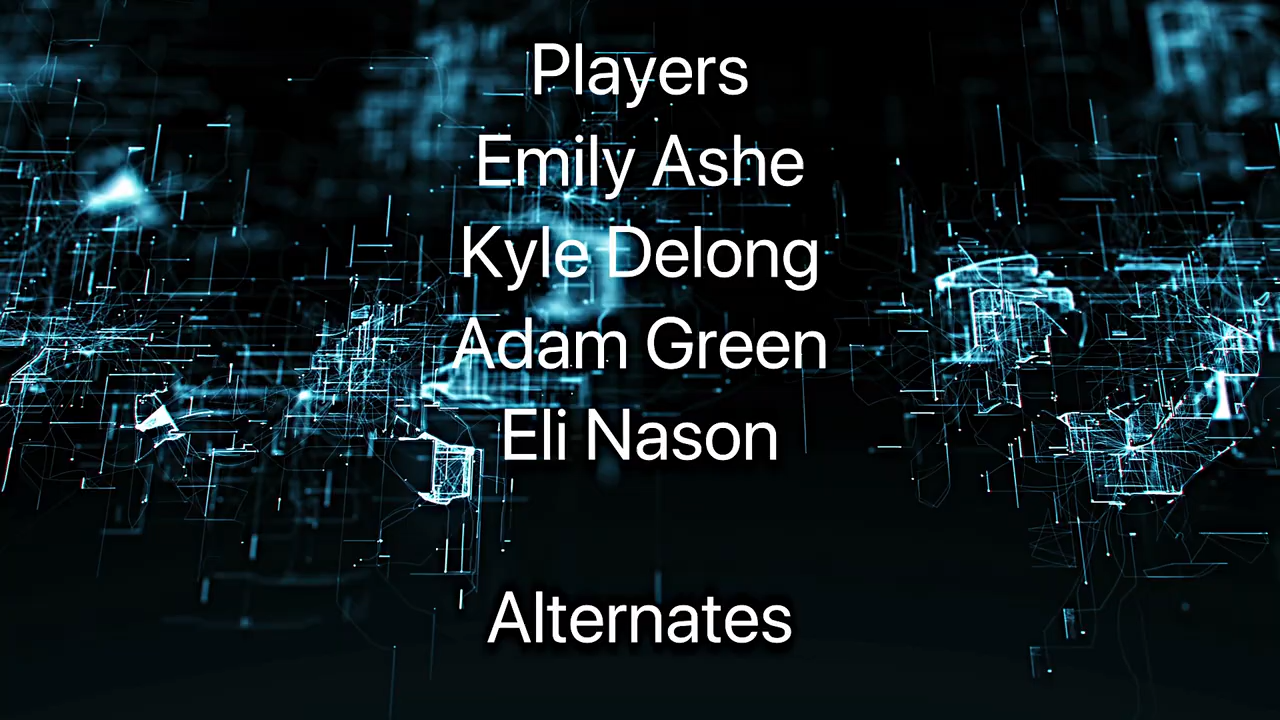 Players
Emily Ashe
Kyle Delong
Adam Green
Eli Nason
Alternates